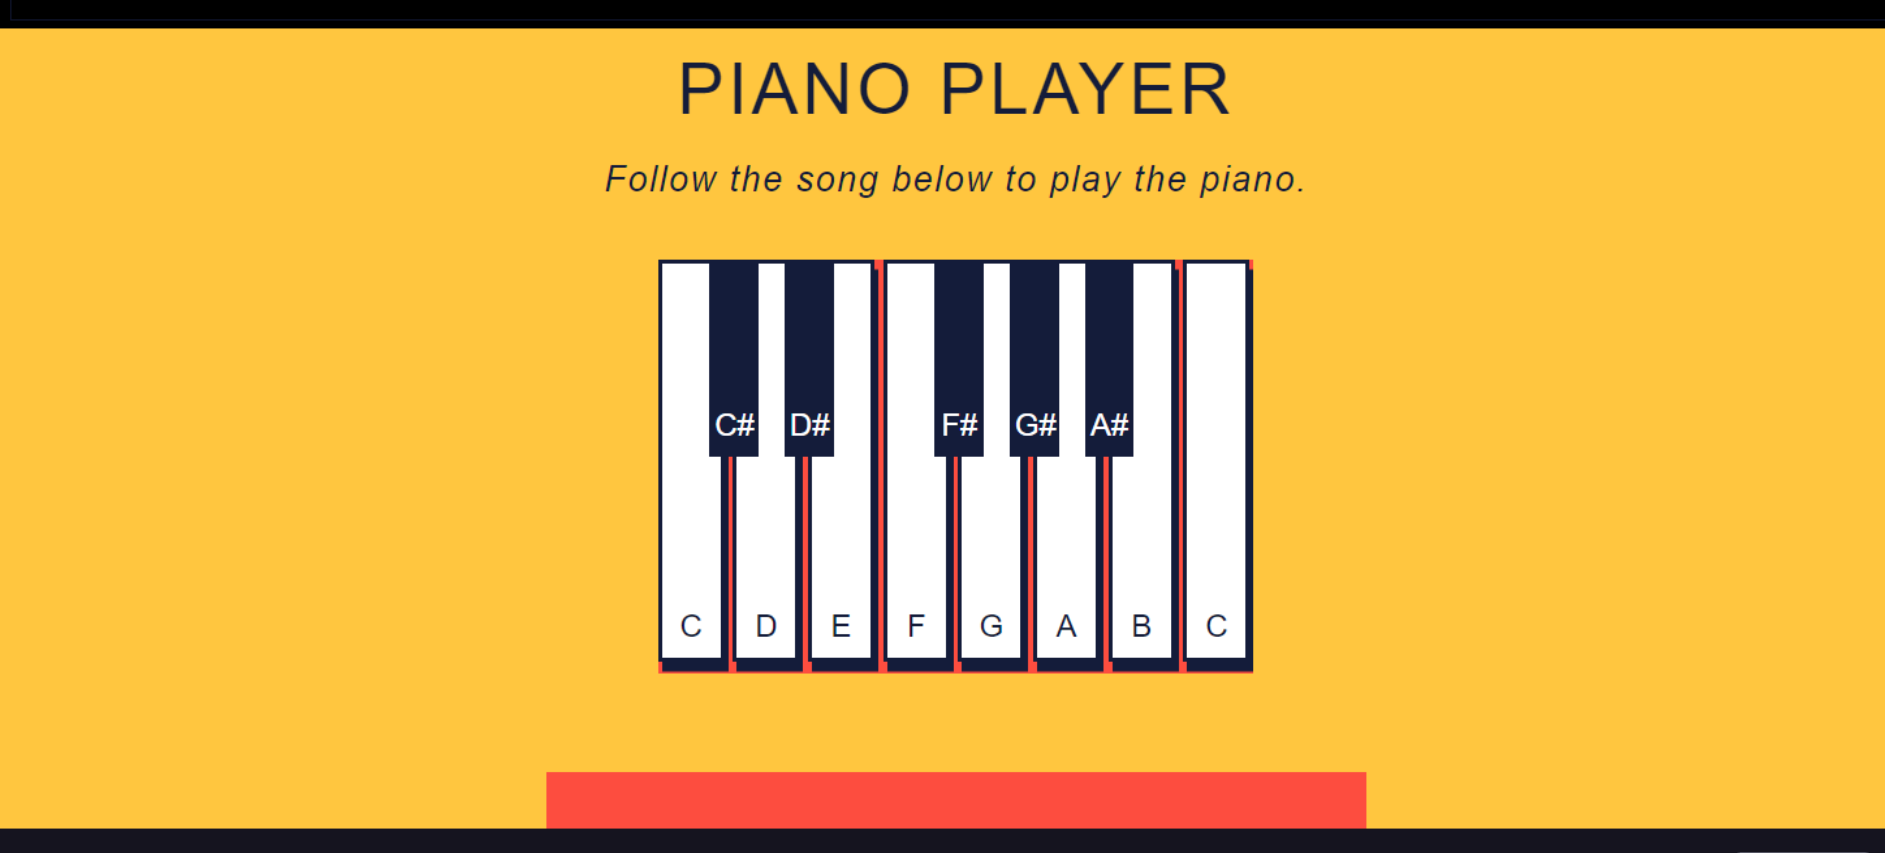 PIANO PLAYER
Follow the song below to play the piano.
C# D# F# G# A#
C D E F G A B C